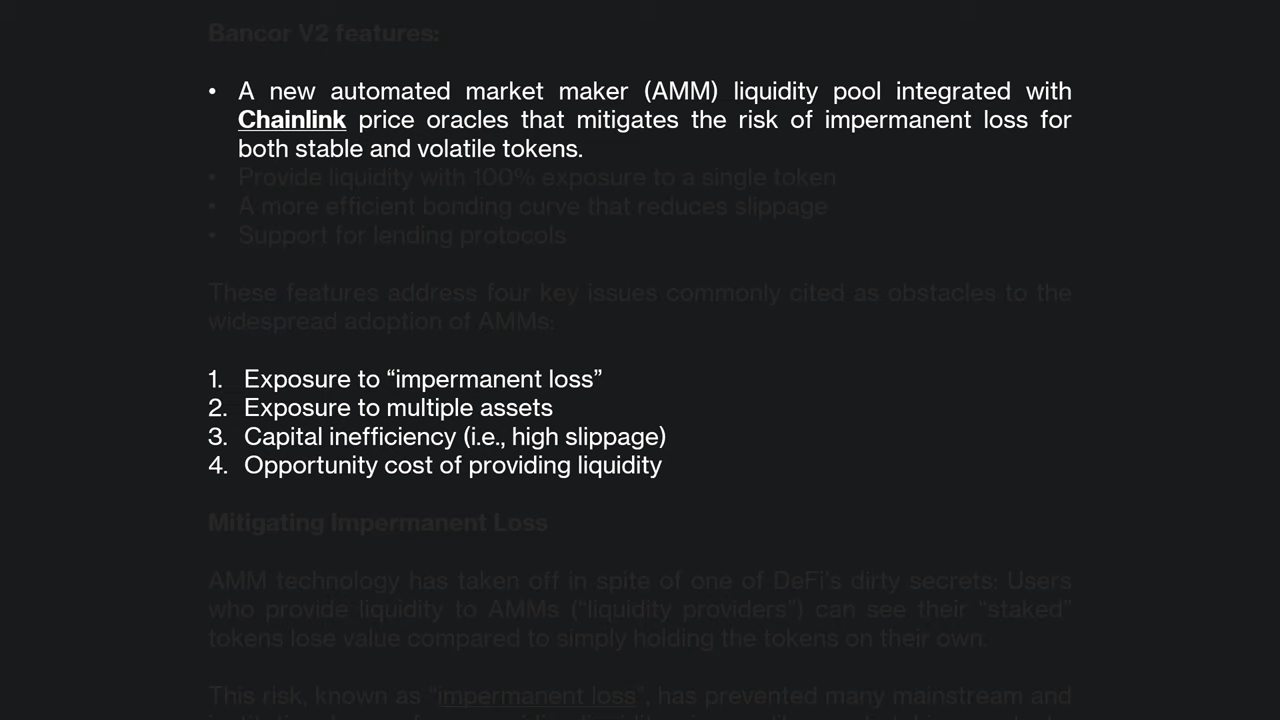 Bancor V2 features:
• A new automated market maker (AMM) liquidity pool integrated with
Chainlink price oracles that mitigates the risk of impermanent loss for
both stable and volatile tokens.
• Provide liquidity with 100% exposure to a single token
• A more efficient bonding curve that reduces slippage
• Support for lending protocols
These features address four key issues commonly cited as obstacles to the
widespread adoption of AMMs:
1. Exposure to “impermanent loss”
2. Exposure to multiple assets
3. Capital inefficiency (i.e., high slippage)
4. Opportunity cost of providing liquidity
Mitigating Impermanent Loss
AMM technology has taken off in spite of one of DeFi’s dirty secrets: Users
who provide liquidity to AMMs (“liquidity providers”) can see their “staked”
tokens lose value compared to simply holding the tokens on their own.
This risk, known as “impermanent loss”, has prevented many mainstream and